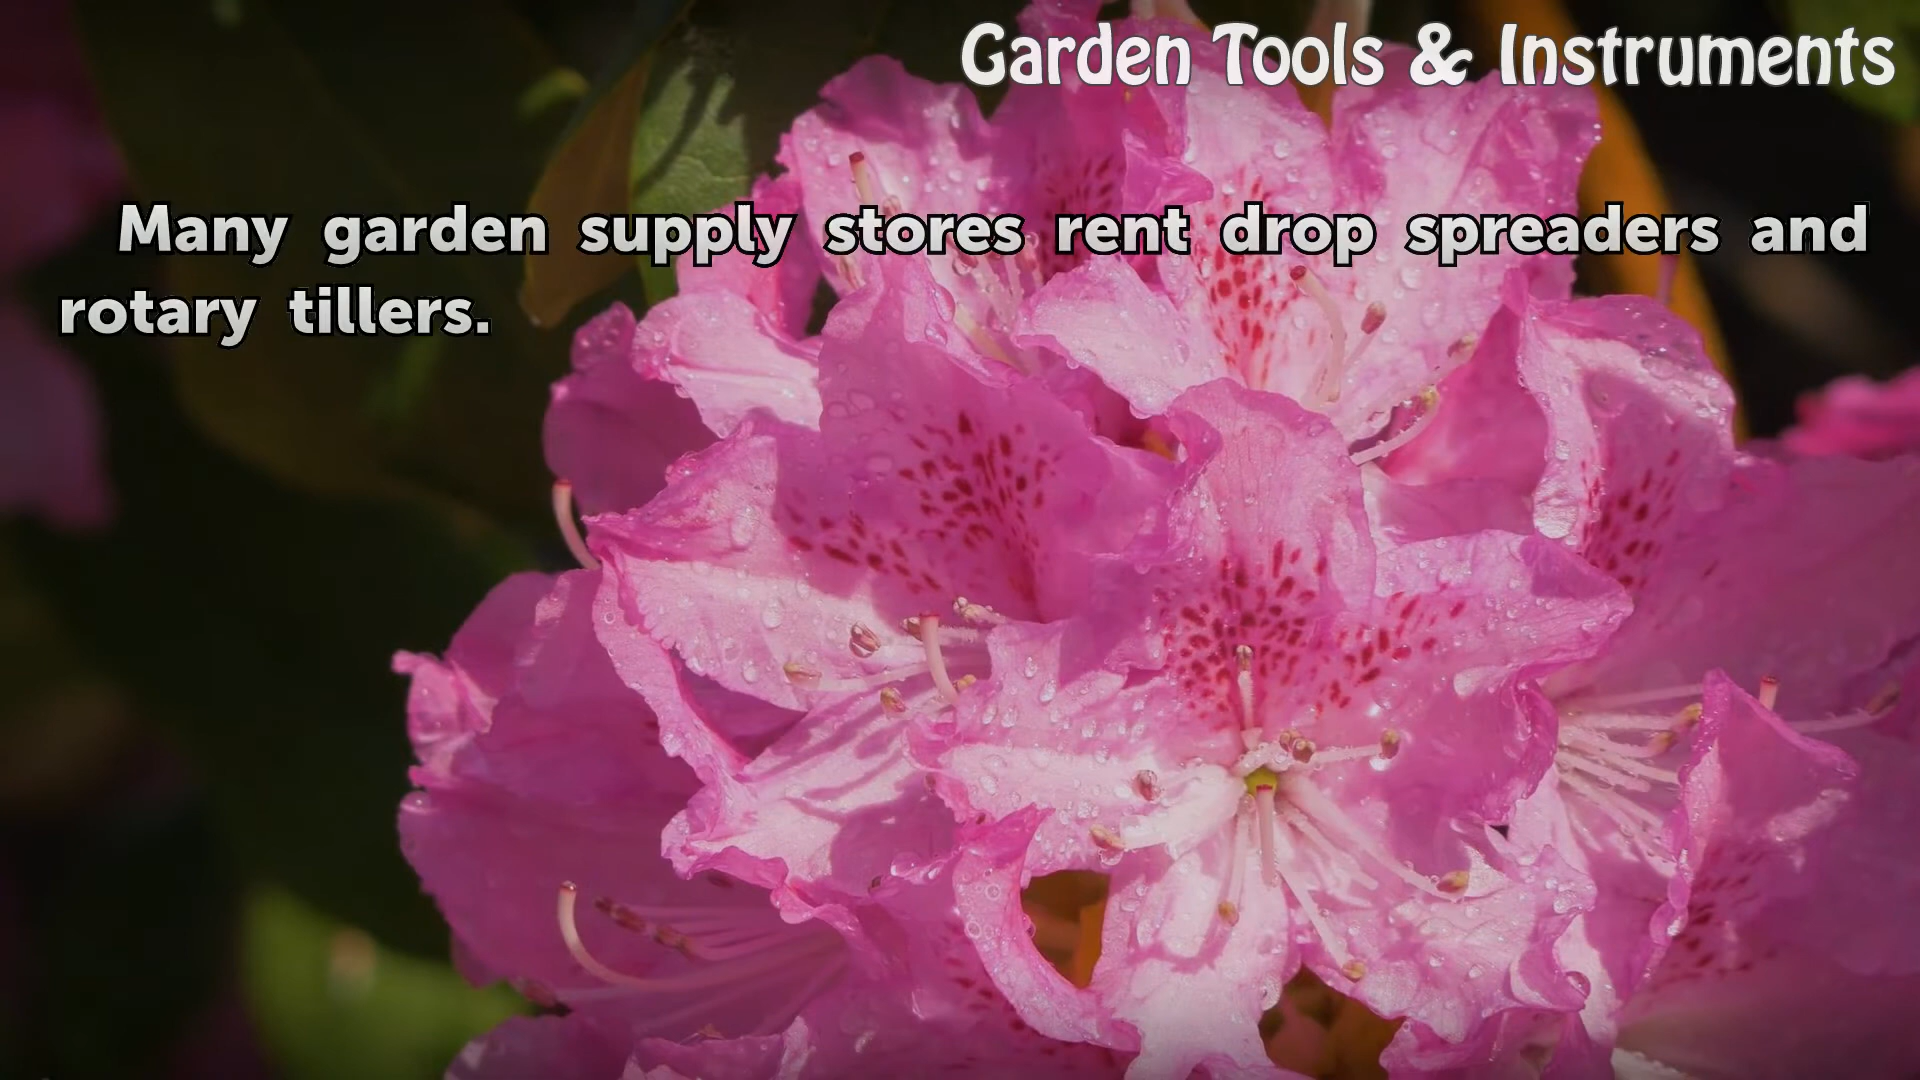 Garden Tools & Instruments
Many garden supply stores rent drop spreaders and
rotary tillers.